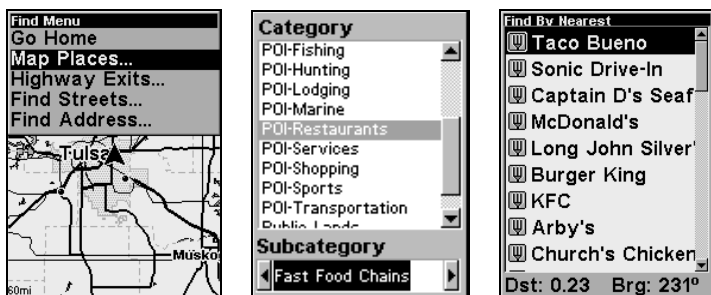 Find Menu
Go Home
Map Places...
Highway Exits...
Find Streets...
Find Address...
Tulsa
Musko
60mi
Category
POI-Fishing
POI-Hunting
POI-Lodging
POI-Marine
POI-Restaurants
POI-Services
POI-Shopping
POI-Sports
POI-Transportation
Public Lands
Subcategory
Fast Food Chains
Find By Nearest
Taco Bueno
Sonic Drive-In
Captain D's Seaf
McDonald's
Long John Silver'
Burger King
KFC
Arby's
Church's Chicken
Dst: 0.23 Brg: 231º